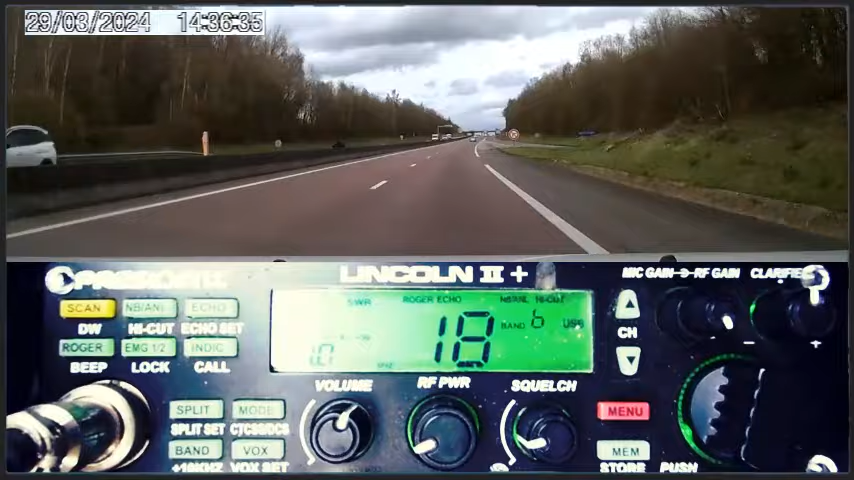 29/03/2024 14:36:35
LINCOLN II +
MIC GAIN RF GAIN CLARIFIER
SCAN NB/ANL ECHO
DW HI-CUT ECHO SET
ROGER EMG 1/2 INDIC
BEEP LOCK CALL
SWR ROGER ECHO NB/ANL HI-CUT
18 BAND b USB
1.0
CH
VOLUME RF PWR SQUELCH
SPLIT MODE
SPLIT SET CTCSS/DCS
BAND VOX
+10KHZ VOX SET
MENU
MEM
STORE PUSH